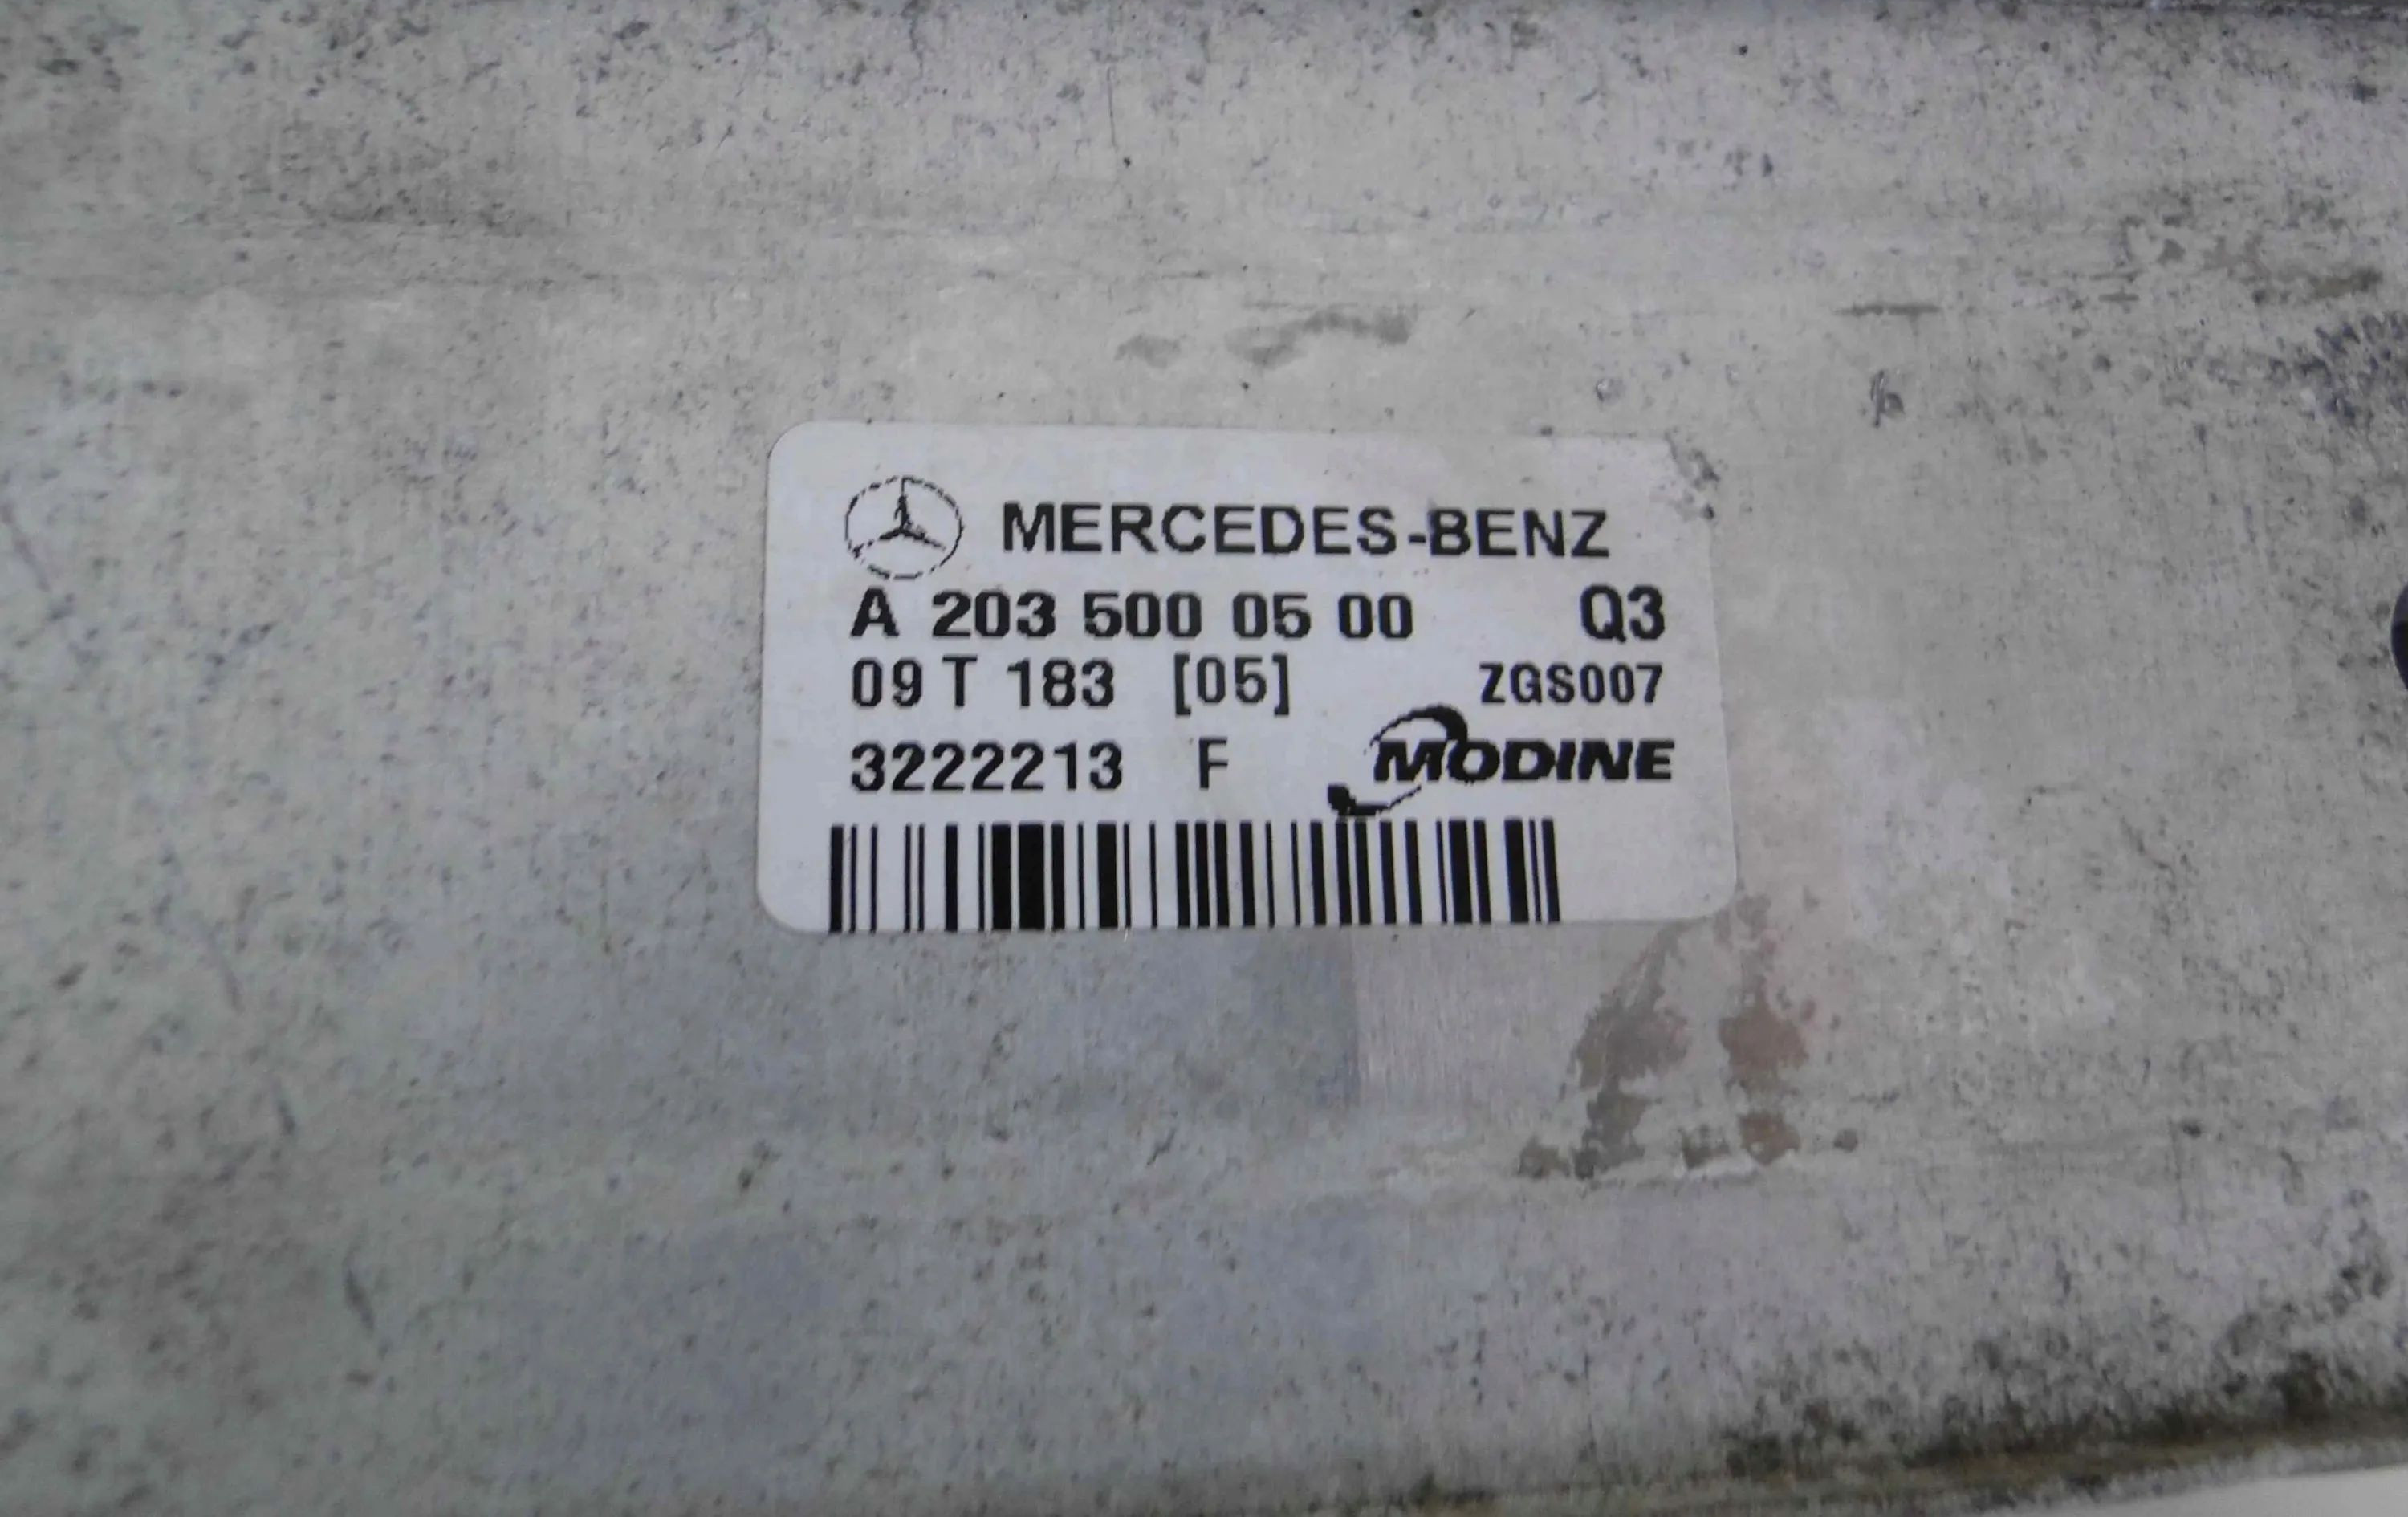 MERCEDES-BENZ
A 203 500 05 00 Q3
09 T 183 [05] ZGS007
3222213 F MODINE